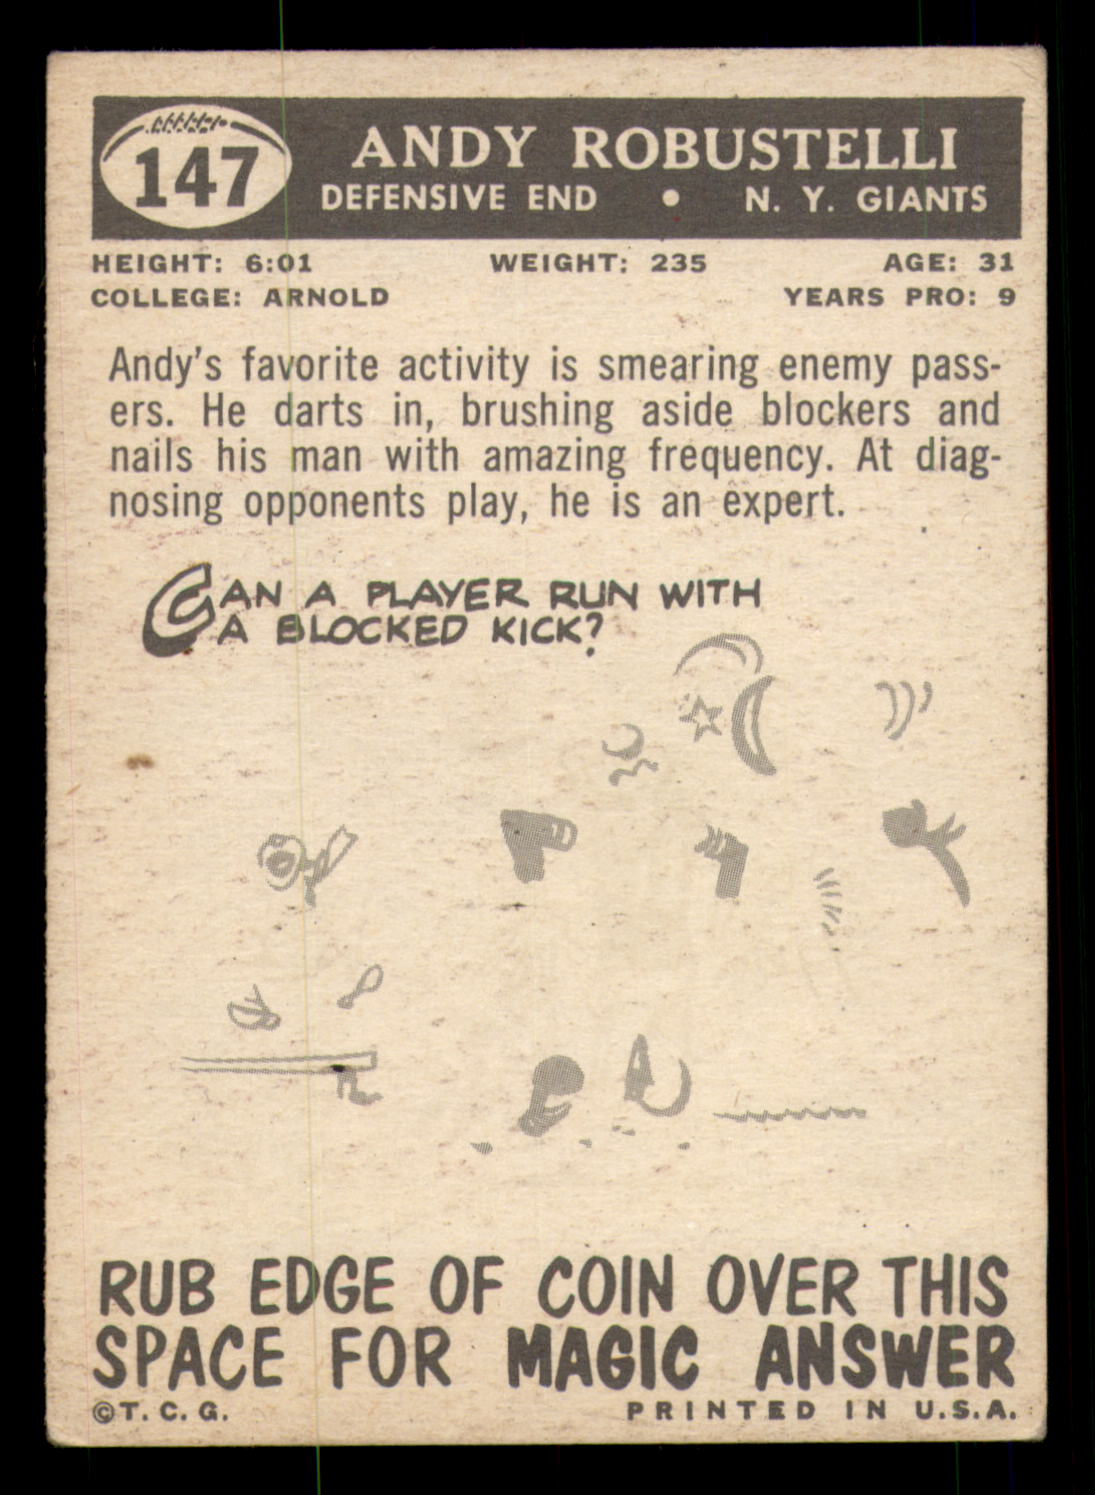 147
ANDY ROBUSTELLI
DEFENSIVE END • N. Y. GIANTS
HEIGHT: 6:01 WEIGHT: 235 AGE: 31
COLLEGE: ARNOLD YEARS PRO: 9
Andy's favorite activity is smearing enemy pass-
ers. He darts in, brushing aside blockers and
nails his man with amazing frequency. At diag-
nosing opponents play, he is an expert.
CAN A PLAYER RUN WITH
A BLOCKED KICK?
RUB EDGE OF COIN OVER THIS
SPACE FOR MAGIC ANSWER
©T. C. G. PRINTED IN U.S.A.